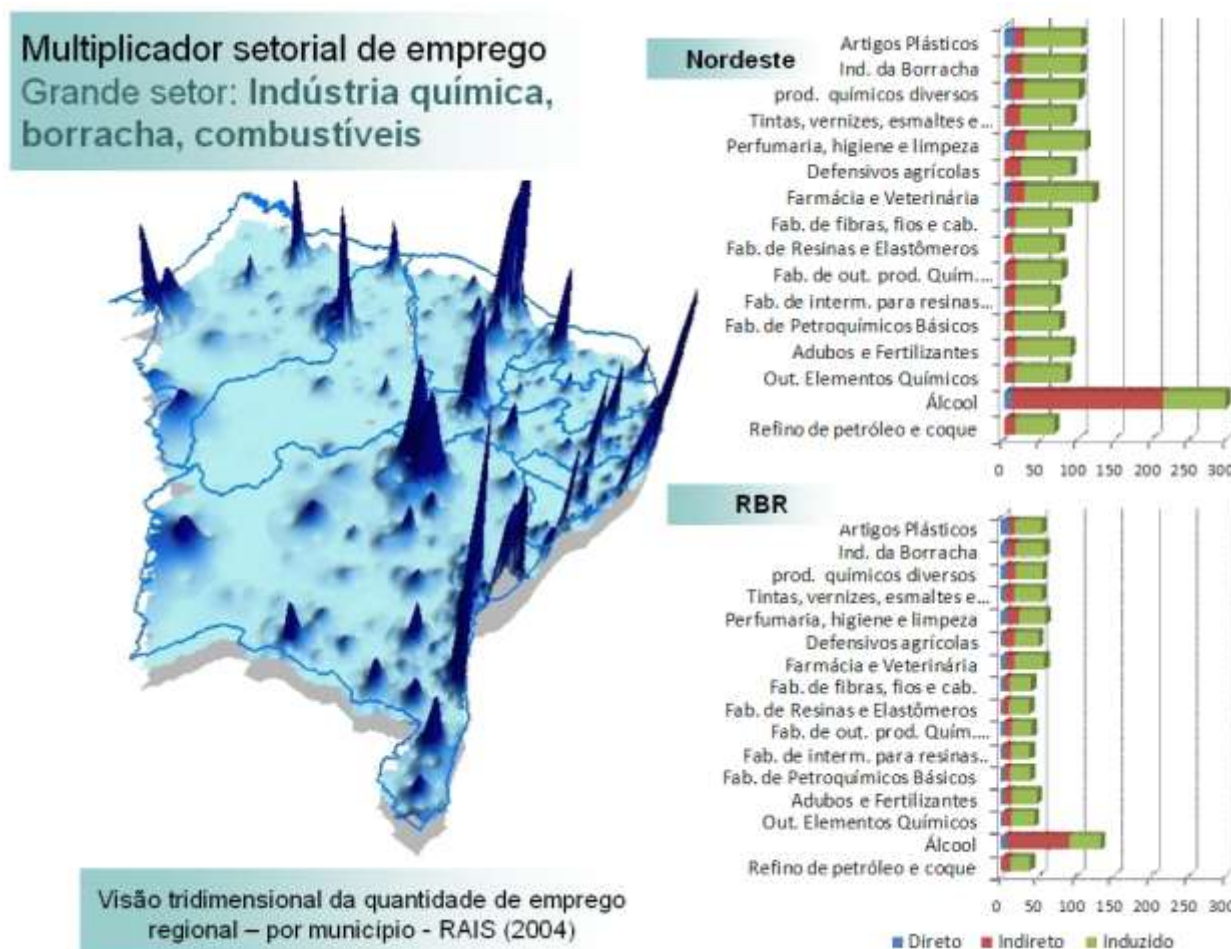 Multiplicador setorial de emprego
Grande setor: Indústria química,
borracha, combustíveis
Nordeste
Artigos Plásticos
Ind. da Borracha
prod. químicos diversos
Tintas, vernizes, esmaltes e...
Perfumaria, higiene e limpeza
Defensivos agrícolas
Farmácia e Veterinária
Fab. de fibras, fios e cab.
Fab. de Resinas e Elastômeros
Fab. de out. prod. Quím....
Fab. de interm. para resinas...
Fab. de Petroquímicos Básicos
Adubos e Fertilizantes
Out. Elementos Químicos
Álcool
Refino de petróleo e coque
0 50 100 150 200 250 300
RBR
Artigos Plásticos
Ind. da Borracha
prod. químicos diversos
Tintas, vernizes, esmaltes e...
Perfumaria, higiene e limpeza
Defensivos agrícolas
Farmácia e Veterinária
Fab. de fibras, fios e cab.
Fab. de Resinas e Elastômeros
Fab. de out. prod. Quím....
Fab. de interm. para resinas..
Fab. de Petroquímicos Básicos
Adubos e Fertilizantes
Out. Elementos Químicos
Álcool
Refino de petróleo e coque
0 50 100 150 200 250 300
Direto Indireto Induzido
Visão tridimensional da quantidade de emprego
regional – por município - RAIS (2004)